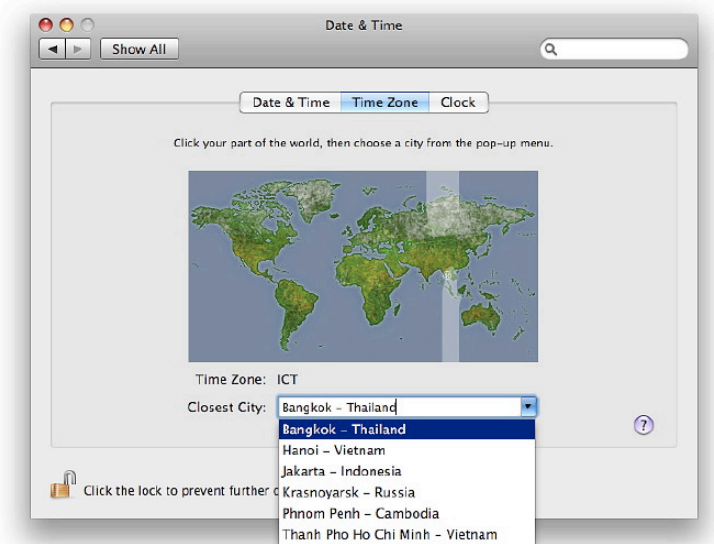 Date & Time
Show All
Date & Time Time Zone Clock
Click your part of the world, then choose a city from the pop-up menu.
Time Zone: ICT
Closest City: Bangkok – Thailand
Bangkok – Thailand
Hanoi – Vietnam
Jakarta – Indonesia
Krasnoyarsk – Russia
Phnom Penh – Cambodia
Thanh Pho Ho Chi Minh – Vietnam
?
Click the lock to prevent further